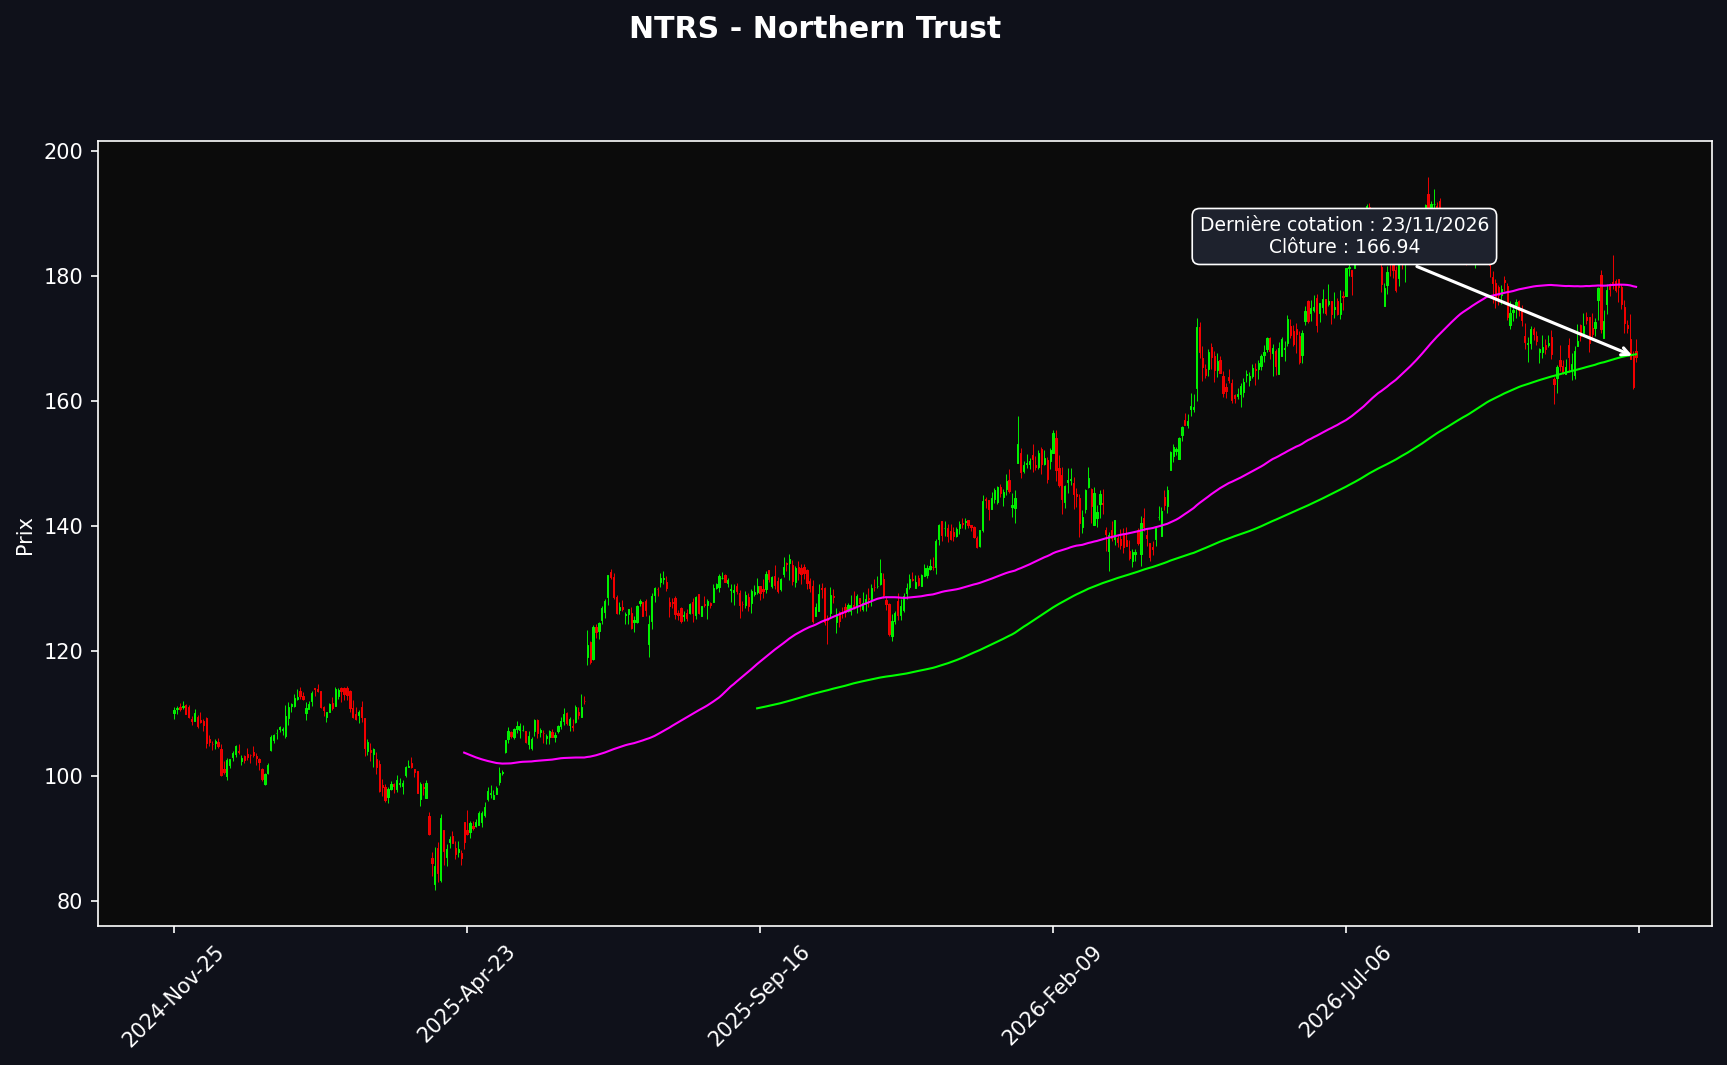 NTRS - Northern Trust
200
180
160
140
120
100
80
Prix
Dernière cotation : 23/11/2026
Clôture : 166.94
2024-Nov-25
2025-Apr-23
2025-Sep-16
2026-Feb-09
2026-Jul-06